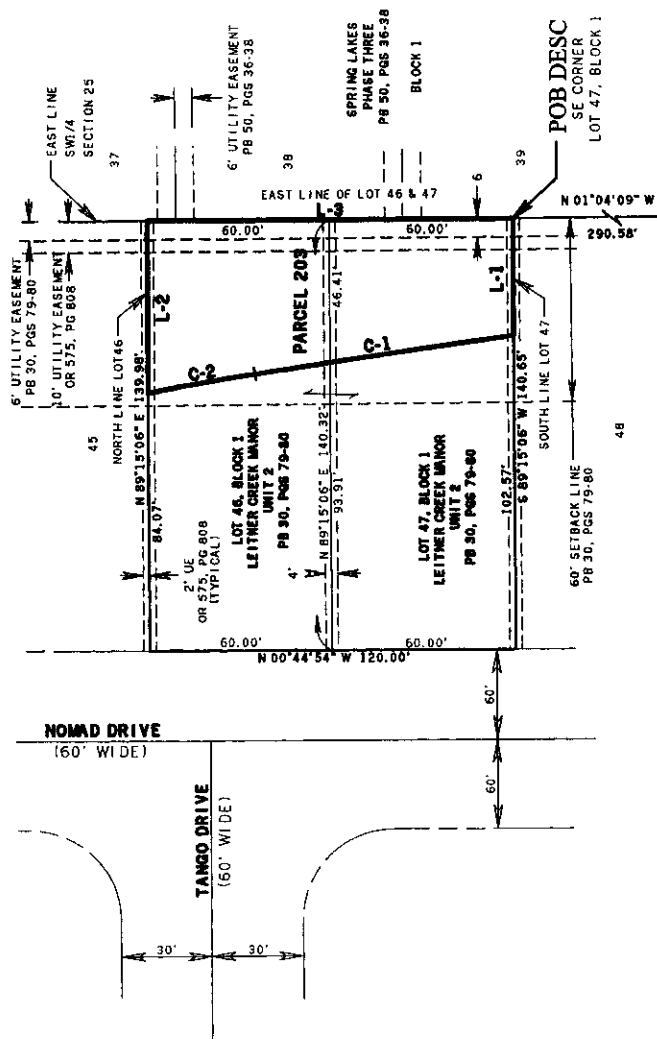 EAST LINE
SW1/4
SECTION 25
37
6' UTILITY EASEMENT
PB 50, PGS 36-38
38
SPRING LAKES
PHASE THREE
PB 50, PGS 36-38
BLOCK 1
POB DESC
SE CORNER
LOT 47, BLOCK 1
39
6
EAST LINE OF LOT 46 & 47
N 01°04'09" W
290.58'
60.00'
L-3
60.00'
6' UTILITY EASEMENT
PB 30, PGS 79-80
10' UTILITY EASEMENT
OR 575, PG 808
NORTH LINE LOT46
L-2
PARCEL 203
46.41'
L-1
SOUTH LINE LOT 47
C-2
C-1
45
N 89°15'06" E 139.98'
84.07'
LOT 46, BLOCK 1
LEITNER CREEK MANOR
UNIT 2
PB 30, PGS 79-80
N 89°15'06" E 140.32'
93.91'
LOT 47, BLOCK 1
LEITNER CREEK MANOR
UNIT 2
PB 30, PGS 79-80
102.57'
S 89°15'06" W 140.65'
48
60' SETBACK LINE
PB 30, PGS 79-80
2' UE
OR 575, PG 808
(TYPICAL)
4'
60.00'
60.00'
N 00°44'54" W 120.00'
NOMAD DRIVE
(60' WIDE)
60'
60'
TANGO DRIVE
(60' WIDE)
30'
30'